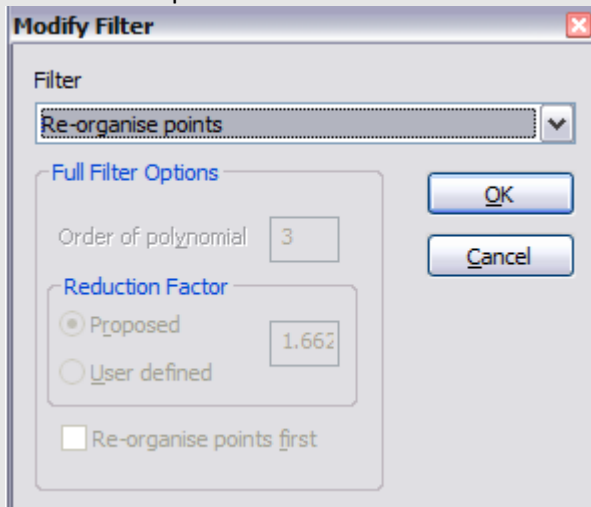 Modify Filter
Filter
Re-organise points
Full Filter Options
OK
Order of polynomial 3
Cancel
Reduction Factor
Proposed
1.662
User defined
Re-organise points first